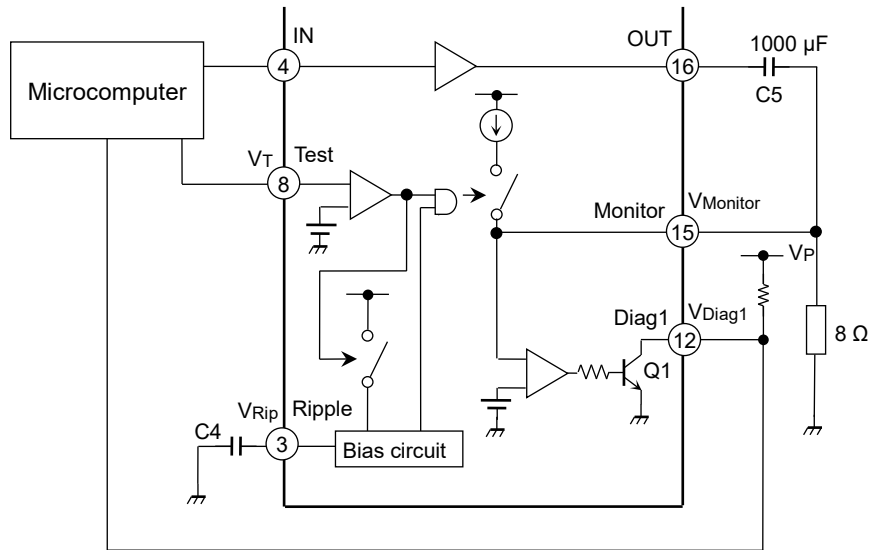 IN
OUT
1000 µF
4
16
C5
Microcomputer
VT
Test
8
Monitor
VMonitor
15
VP
Diag1
VDiag1
12
8 Ω
Q1
VRip
Ripple
C4
3
Bias circuit